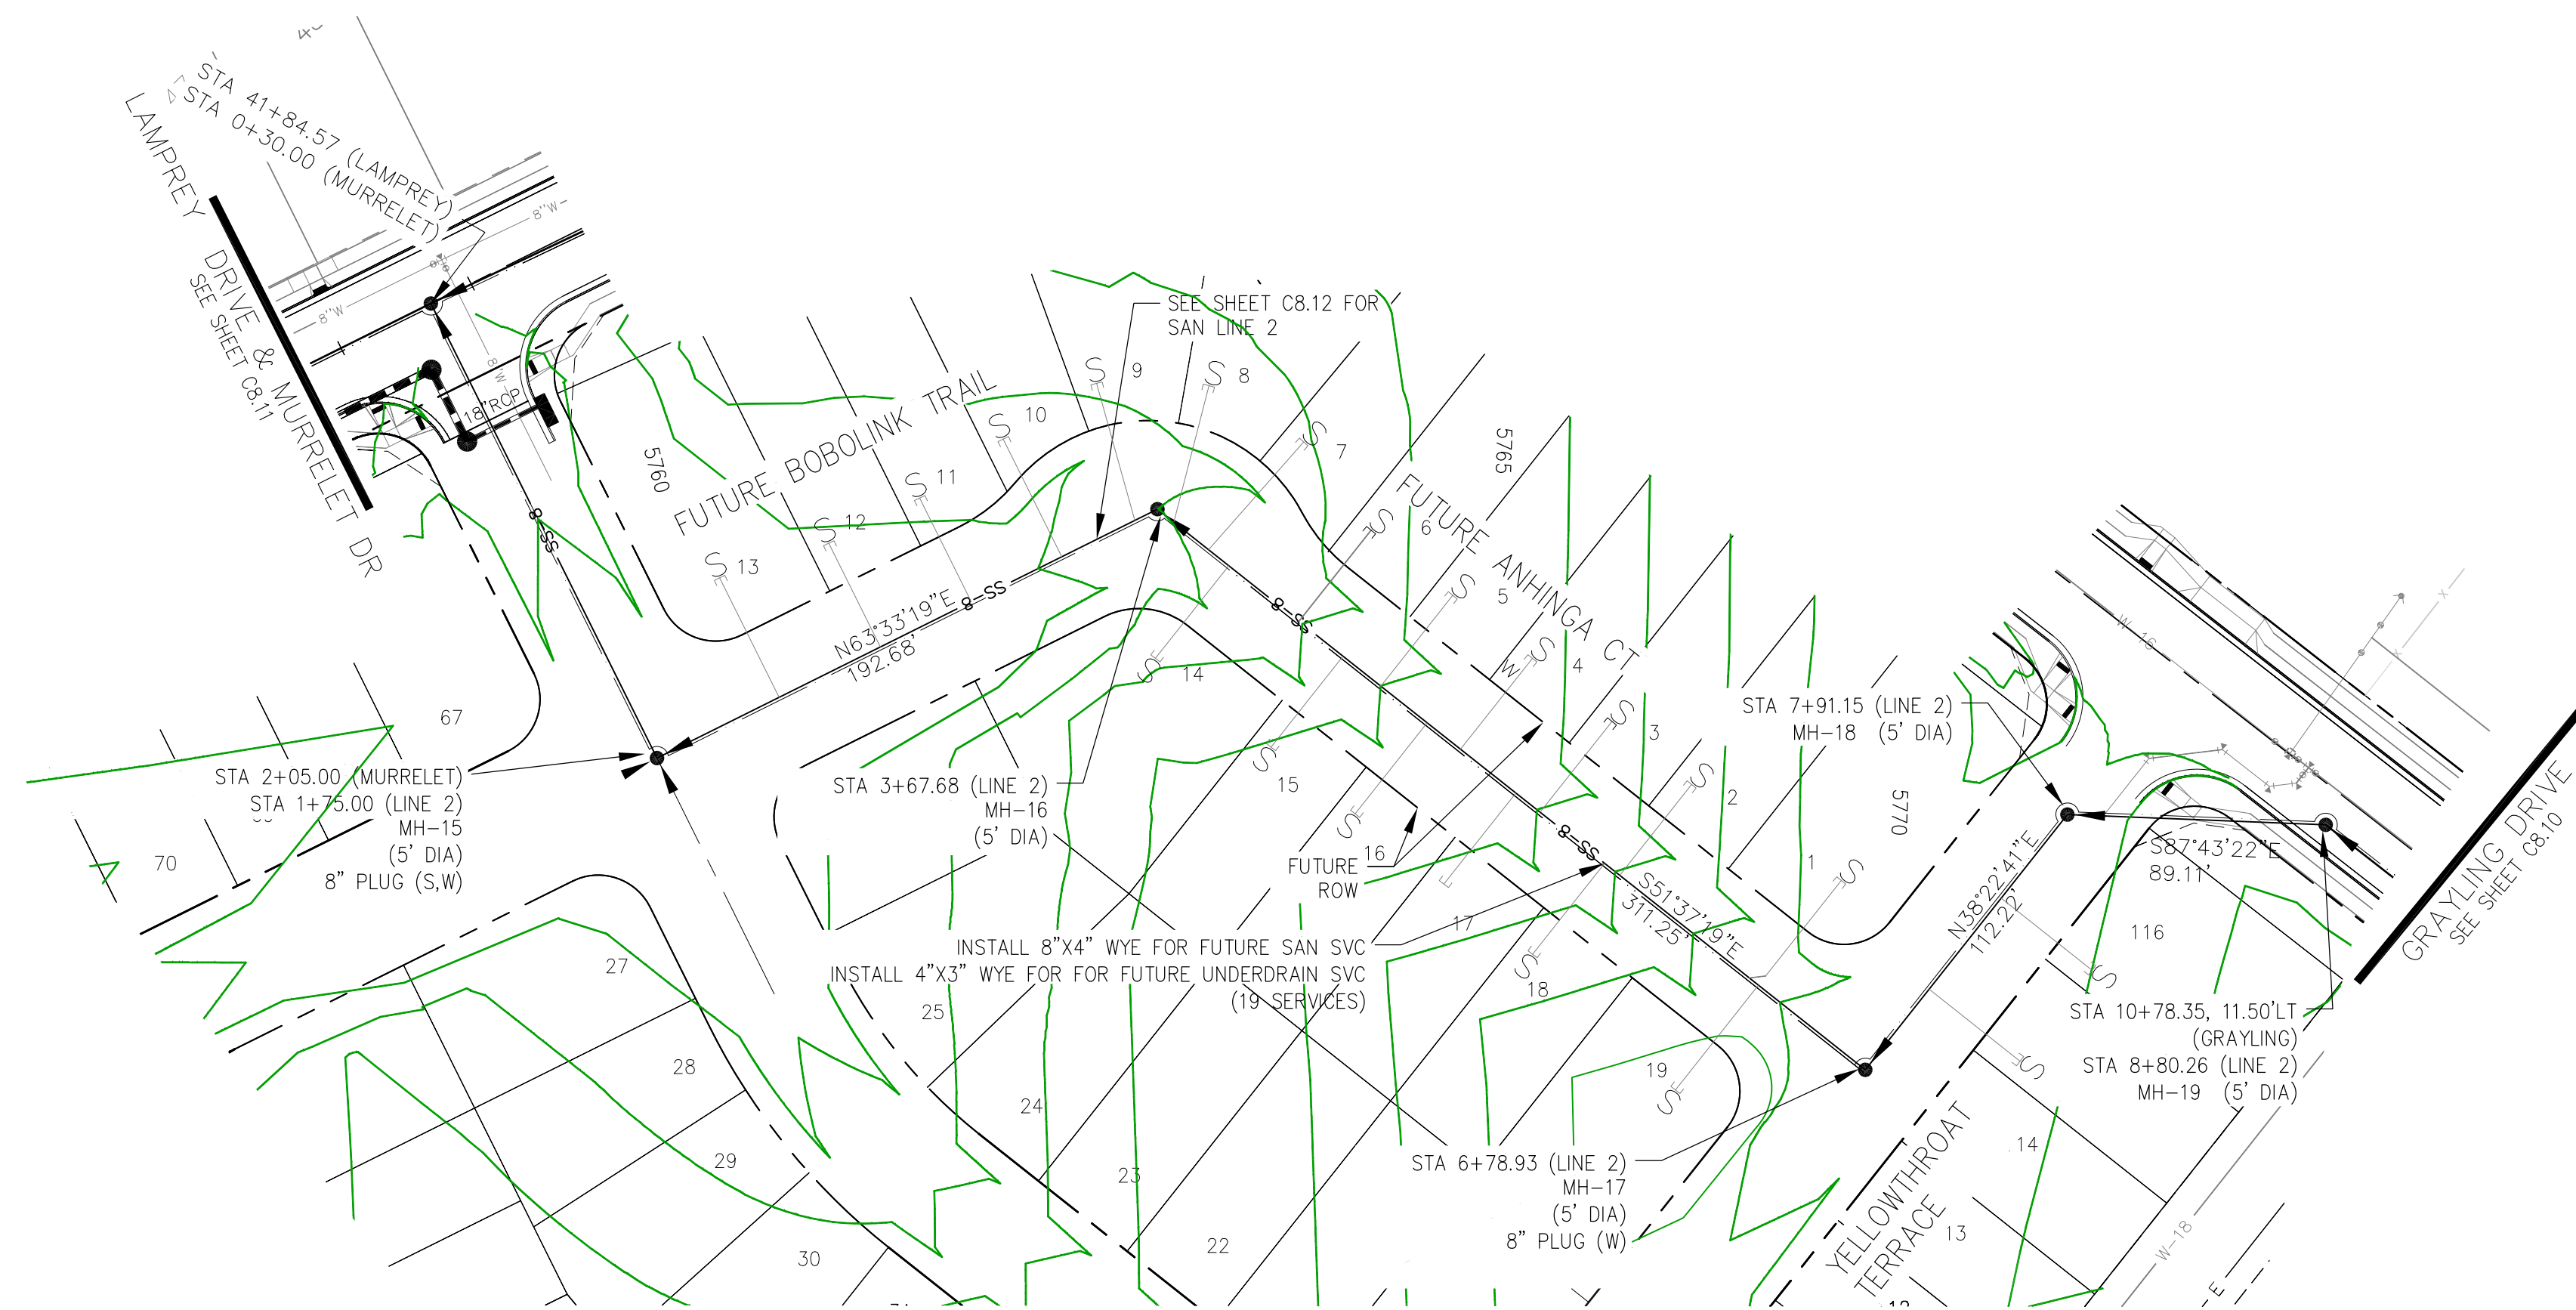 STA 41+84.57 (LAMPREY)
STA 0+30.00 (MURRELET)
LAMPREY DRIVE & MURRELET DR
SEE SHEET C8.11
8"W
8"W
8"W
18"RCP
8-SS
5760
FUTURE BOBOLINK TRAIL
SEE SHEET C8.12 FOR
SAN LINE 2
9
8
10
7
11
6
12
13
5
4
3
2
1
14
15
16
17
18
19
N63°33'19"E
192.68'
8-SS
8-SS
5765
FUTURE ANHINGA CT
W
67
70
STA 2+05.00 (MURRELET)
STA 1+75.00 (LINE 2)
MH-15
(5' DIA)
8" PLUG (S,W)
STA 3+67.68 (LINE 2)
MH-16
(5' DIA)
FUTURE
ROW
8-SS
S51°37'19"E
311.25'
INSTALL 8"X4" WYE FOR FUTURE SAN SVC
INSTALL 4"X3" WYE FOR FOR FUTURE UNDERDRAIN SVC
(19 SERVICES)
STA 7+91.15 (LINE 2)
MH-18 (5' DIA)
5770
N38°22'41"E
112.22'
S87°43'22"E
89.11'
W-16
X
X
GRAYLING DRIVE
SEE SHEET C8.10
116
STA 10+78.35, 11.50'LT
(GRAYLING)
STA 8+80.26 (LINE 2)
MH-19 (5' DIA)
STA 6+78.93 (LINE 2)
MH-17
(5' DIA)
8" PLUG (W)
YELLOWTHROAT
TERRACE
14
13
W-18
E
27
28
29
30
25
24
23
22